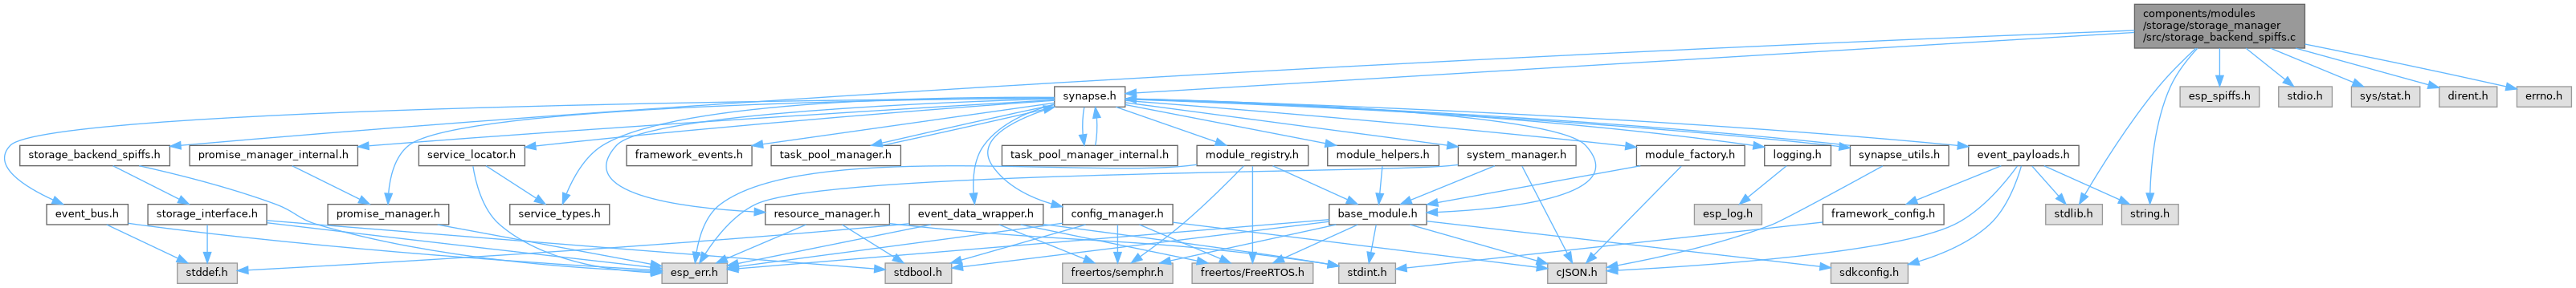 components/modules
/storage/storage_manager
/src/storage_backend_spiffs.c
synapse.h
esp_spiffs.h
stdio.h
sys/stat.h
dirent.h
errno.h
storage_backend_spiffs.h
promise_manager_internal.h
service_locator.h
framework_events.h
task_pool_manager.h
task_pool_manager_internal.h
module_registry.h
module_helpers.h
system_manager.h
module_factory.h
logging.h
synapse_utils.h
event_payloads.h
event_bus.h
storage_interface.h
promise_manager.h
service_types.h
resource_manager.h
event_data_wrapper.h
config_manager.h
base_module.h
esp_log.h
framework_config.h
stdlib.h
string.h
stddef.h
esp_err.h
stdbool.h
freertos/semphr.h
freertos/FreeRTOS.h
stdint.h
cJSON.h
sdkconfig.h